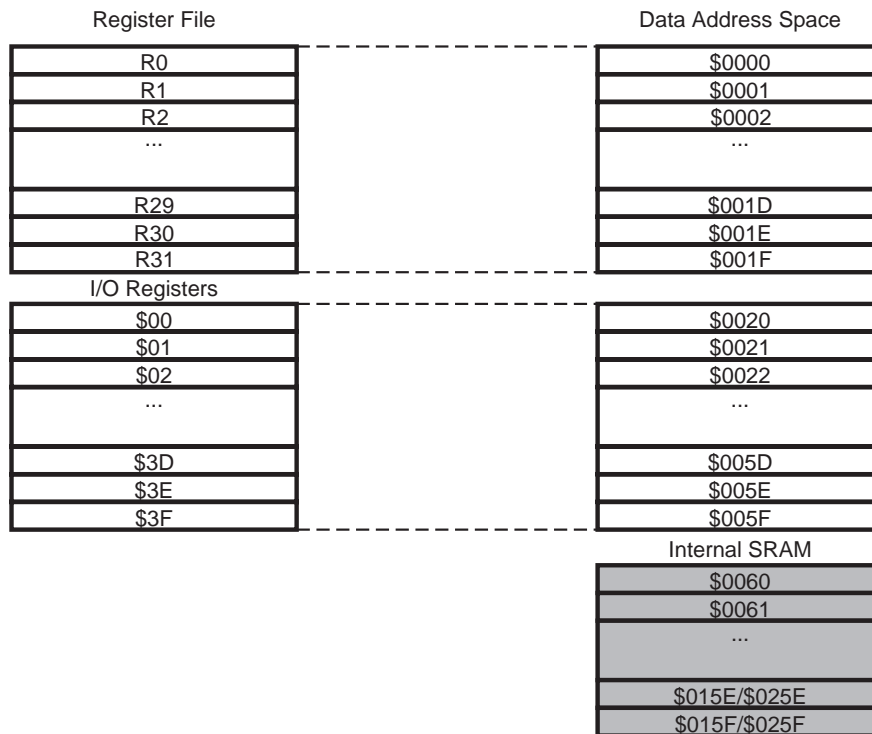 Register File Data Address Space
R0 $0000
R1 $0001
R2 $0002
... ...
R29 $001D
R30 $001E
R31 $001F
I/O Registers
$00 $0020
$01 $0021
$02 $0022
... ...
$3D $005D
$3E $005E
$3F $005F
Internal SRAM
$0060
$0061
...
$015E/$025E
$015F/$025F